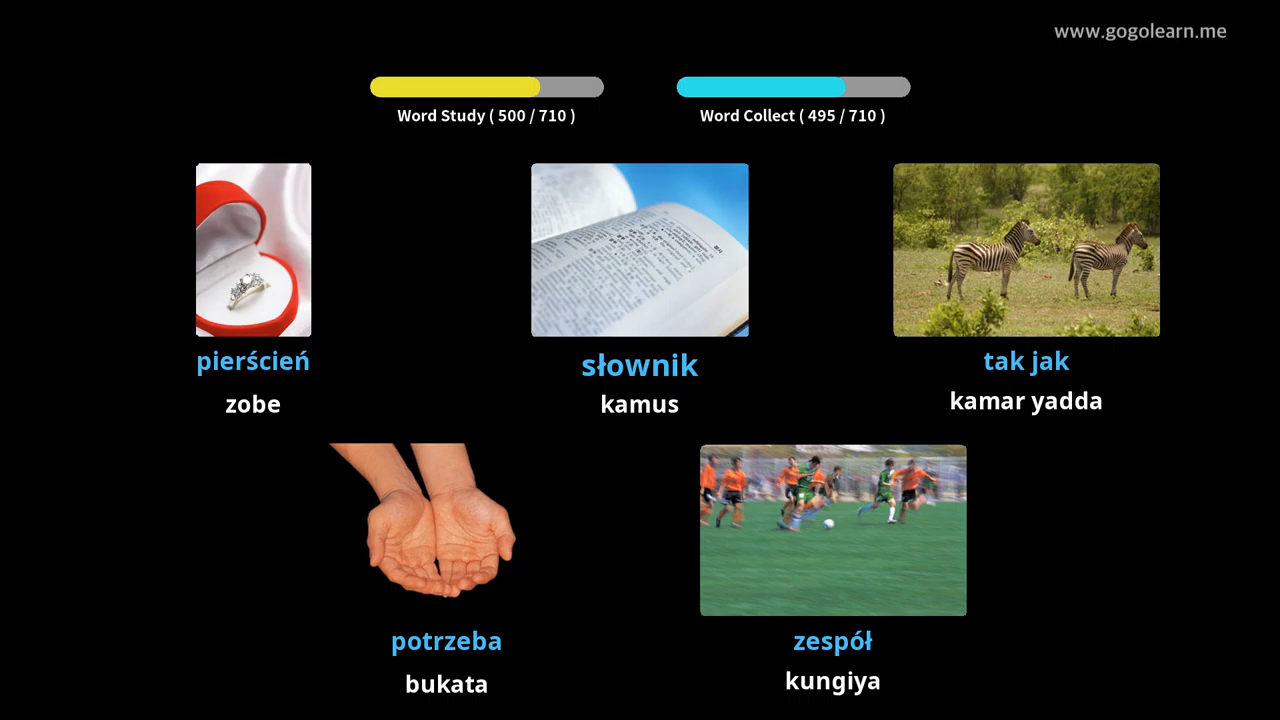 www.gogolearn.me
Word Study ( 500 / 710 )
Word Collect ( 495 / 710 )
pierścień
zobe
słownik
kamus
tak jak
kamar yadda
potrzeba
bukata
zespół
kungiya